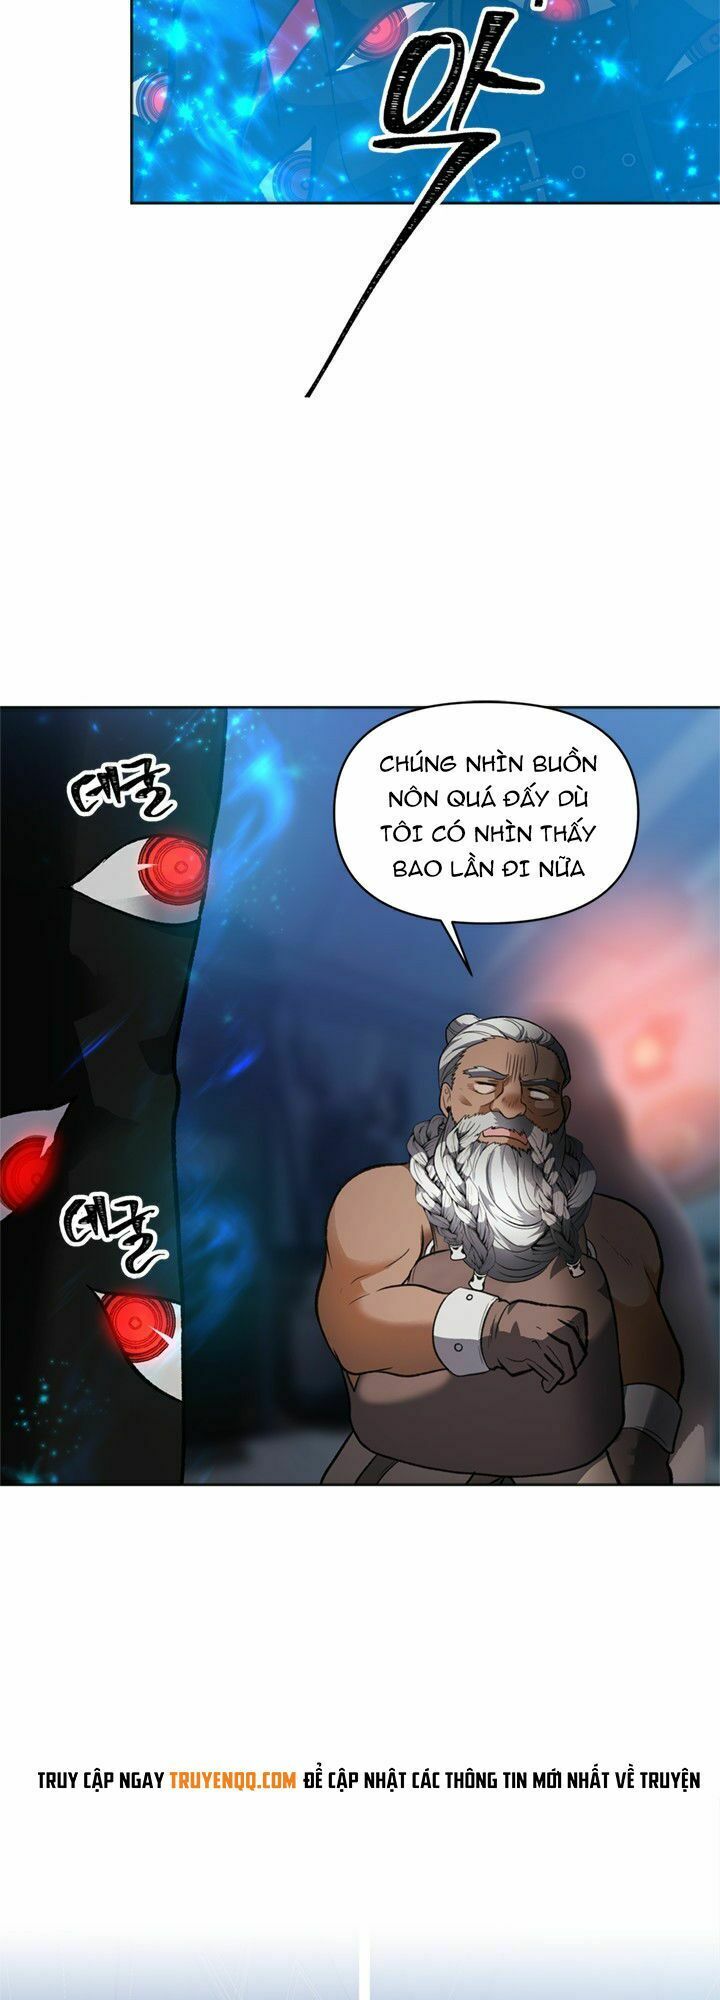 악
데굴
CHÚNG NHÌN BUỒN
NÔN QUÁ ĐẤY DÙ
TÔI CÓ NHÌN THẤY
BAO LẦN ĐI NỮA
데굴
TRUY CẬP NGAY TRUYENQQ.COM ĐỂ CẬP NHẬT CÁC THÔNG TIN MỚI NHẤT VỀ TRUYỆN